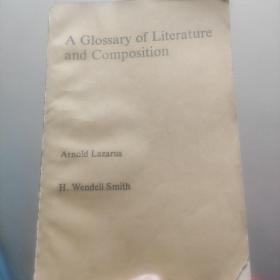 A Glossary of Literature
and Composition
Arnold Lazarus
H. Wendell Smith